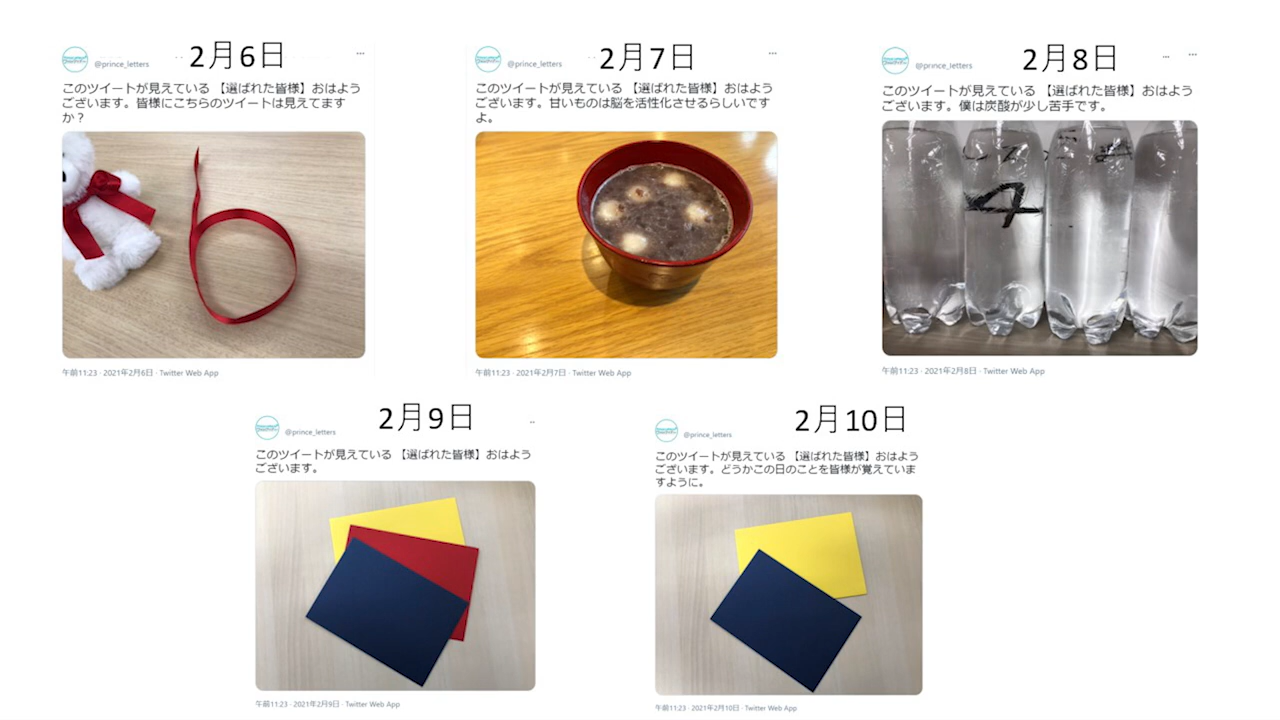 2月6日
@prince_letters
このツイートが見えている 【選ばれた皆様】おはよう
ございます。皆様にこちらのツイートは見えてます
か？
午前11:23 · 2021年2月6日 · Twitter Web App
2月7日
@prince_letters
このツイートが見えている 【選ばれた皆様】おはよう
ございます。甘いものは脳を活性化させるらしいです
よ。
午前11:23 · 2021年2月7日 · Twitter Web App
2月8日
@prince_letters
このツイートが見えている 【選ばれた皆様】おはよう
ございます。僕は炭酸が少し苦手です。
4
午前11:23 · 2021年2月8日 · Twitter Web App
2月9日
@prince_letters
このツイートが見えている 【選ばれた皆様】おはよう
ございます。
午前11:23 · 2021年2月9日 · Twitter Web App
2月10日
@prince_letters
このツイートが見えている 【選ばれた皆様】おはよう
ございます。どうかこの日のことを皆様が覚えていま
すように。
午前11:23 · 2021年2月10日 · Twitter Web App